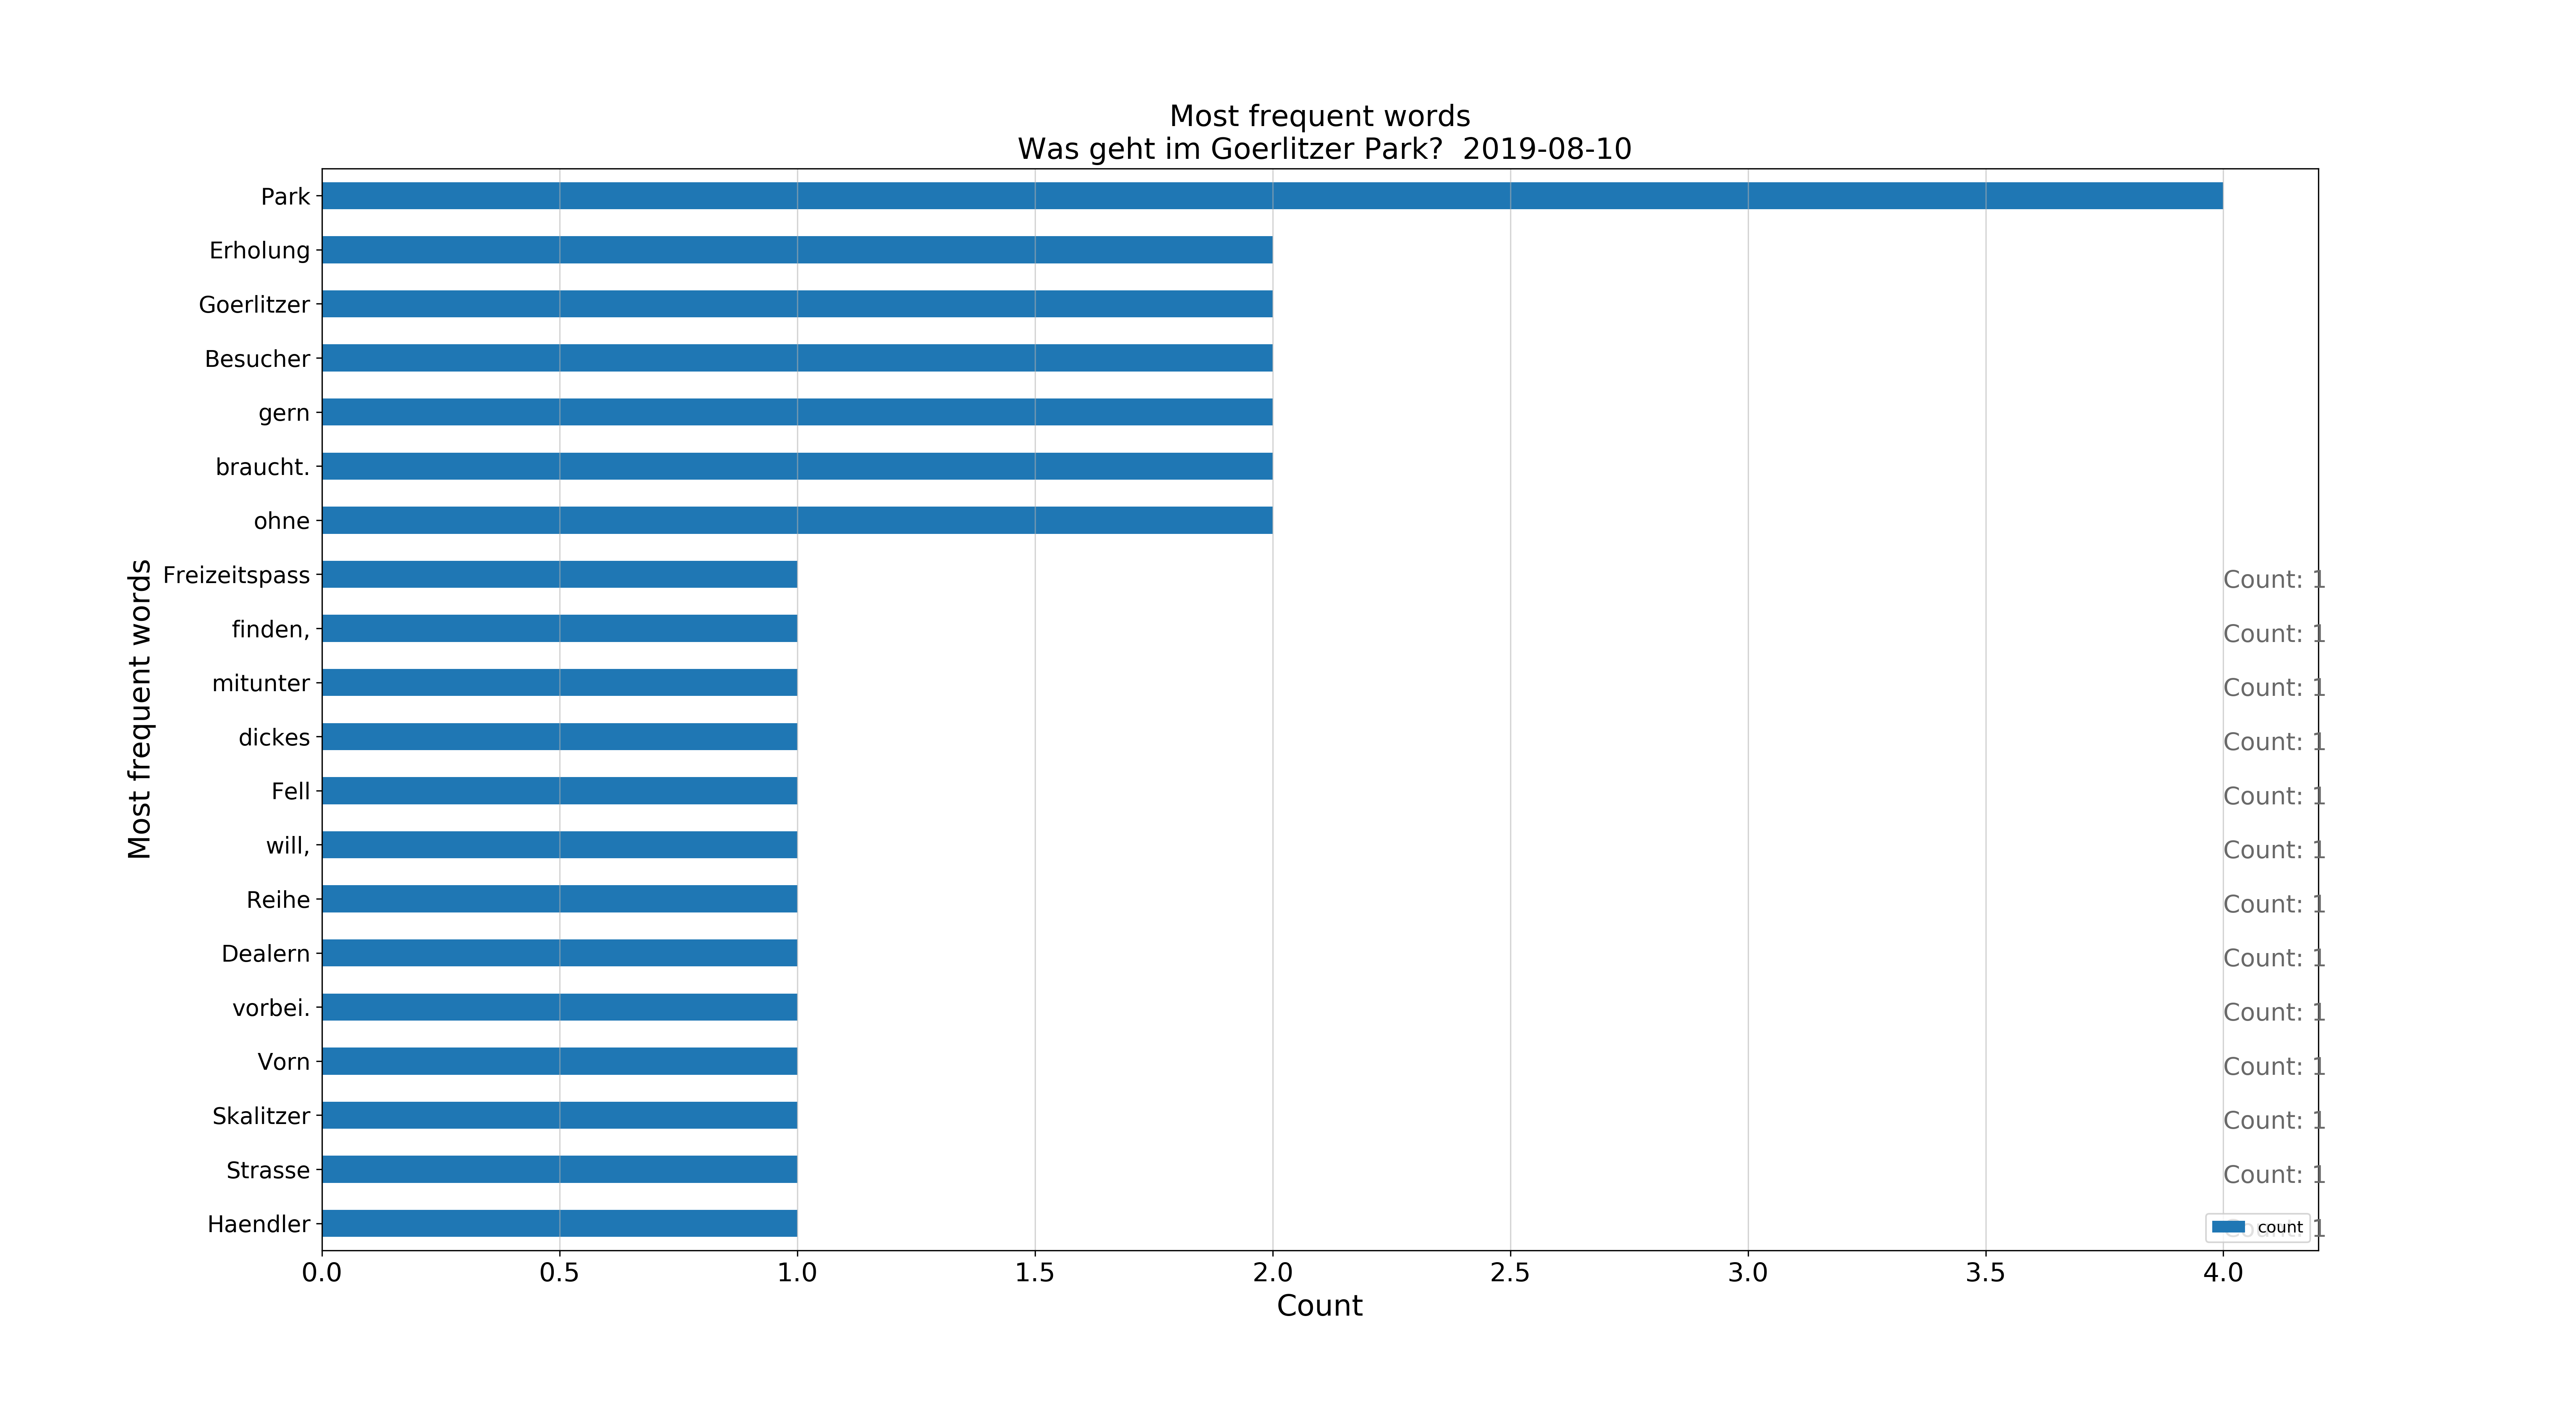 Most frequent words
Was geht im Goerlitzer Park?  2019-08-10
Most frequent words
Park
Erholung
Goerlitzer
Besucher
gern
braucht.
ohne
Freizeitspass Count: 1
finden, Count: 1
mitunter Count: 1
dickes Count: 1
Fell Count: 1
will, Count: 1
Reihe Count: 1
Dealern Count: 1
vorbei. Count: 1
Vorn Count: 1
Skalitzer Count: 1
Strasse Count: 1
Haendler Count: 1
count
0.0 0.5 1.0 1.5 2.0 2.5 3.0 3.5 4.0
Count